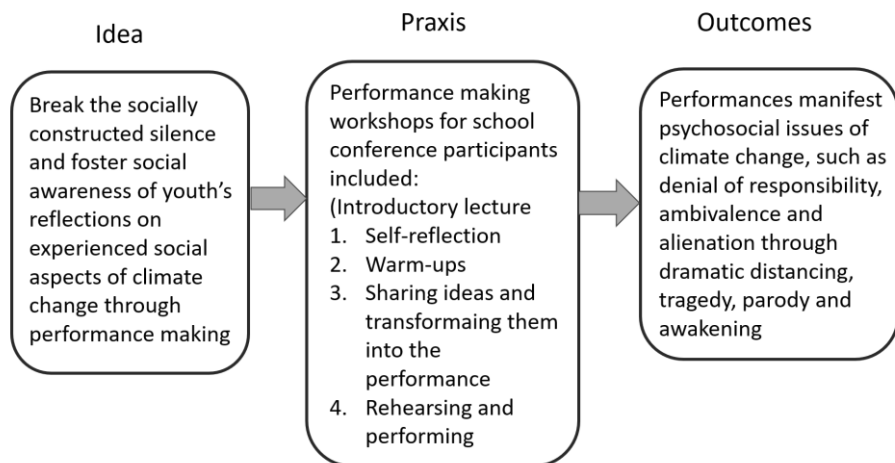 Idea
Break the socially
constructed silence
and foster social
awareness of youth's
reflections on
experienced social
aspects of climate
change through
performance making
Praxis
Performance making
workshops for school
conference participants
included:
(Introductory lecture
1. Self-reflection
2. Warm-ups
3. Sharing ideas and
transformaing them
into the
performance
4. Rehearsing and
performing
Outcomes
Performances manifest
psychosocial issues of
climate change, such as
denial of responsibility,
ambivalence and
alienation through
dramatic distancing,
tragedy, parody and
awakening